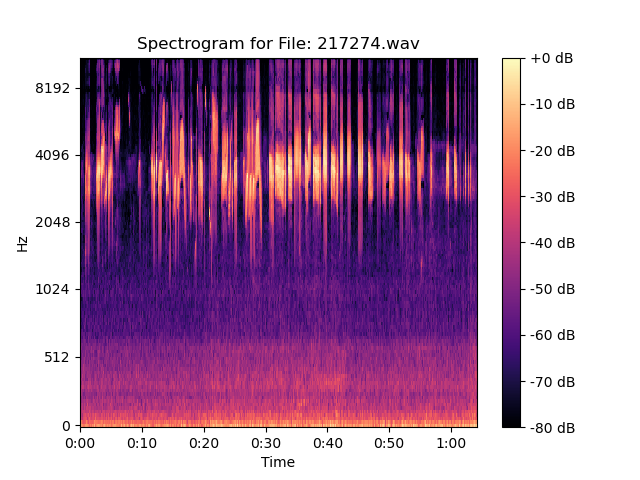 Spectrogram for File: 217274.wav
8192
4096
2048
1024
512
0
Hz
0:00
0:10
0:20
0:30
0:40
0:50
1:00
Time
+0 dB
-10 dB
-20 dB
-30 dB
-40 dB
-50 dB
-60 dB
-70 dB
-80 dB